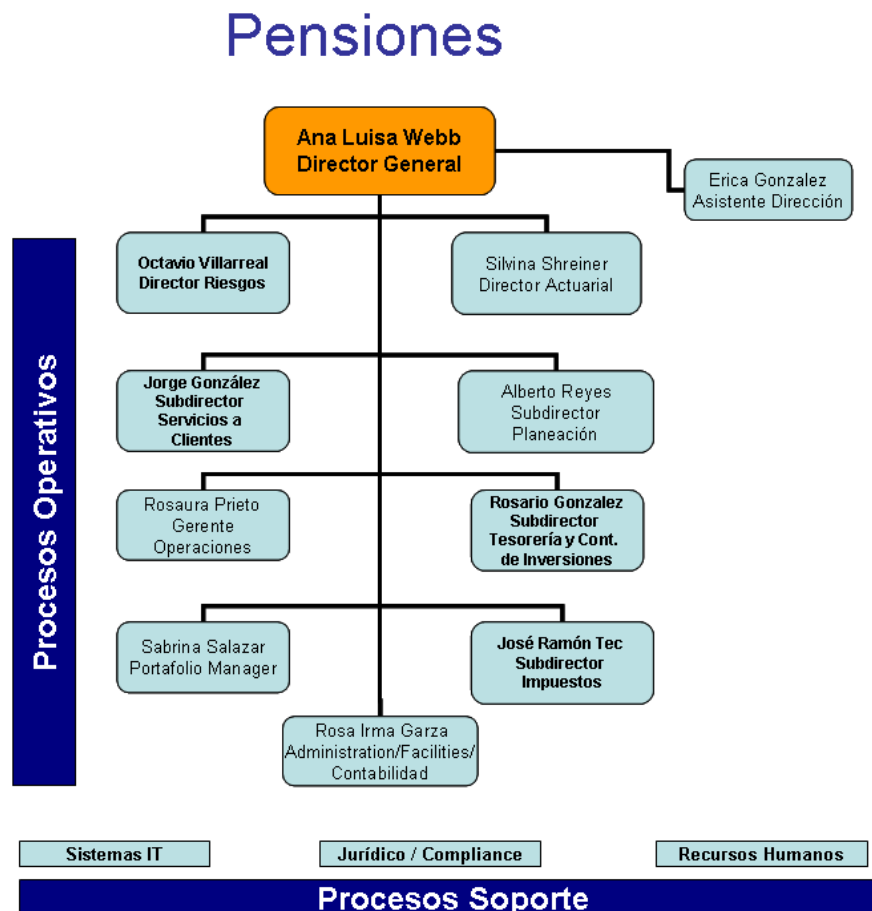 Pensiones
Ana Luisa Webb
Director General
Erica Gonzalez
Asistente Dirección
Octavio Villarreal
Director Riesgos
Silvina Shreiner
Director Actuarial
Jorge González
Subdirector
Servicios a
Clientes
Alberto Reyes
Subdirector
Planeación
Rosaura Prieto
Gerente
Operaciones
Rosario Gonzalez
Subdirector
Tesorería y Cont.
de Inversiones
Sabrina Salazar
Portafolio Manager
José Ramón Tec
Subdirector
Impuestos
Rosa Irma Garza
Administration/Facilities/
Contabilidad
Procesos Operativos
Sistemas IT
Jurídico / Compliance
Recursos Humanos
Procesos Soporte